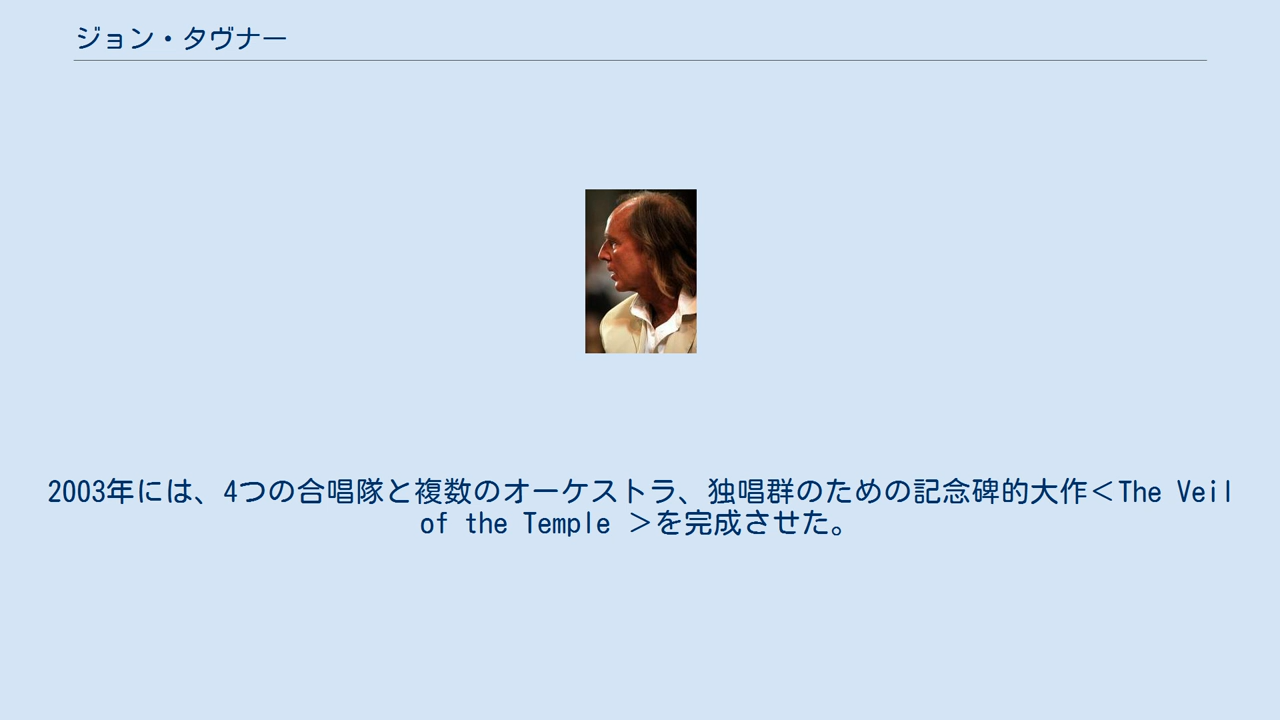 ジョン・タヴナー
2003年には、4つの合唱隊と複数のオーケストラ、独唱群のための記念碑的大作＜The Veil
of the Temple ＞を完成させた。